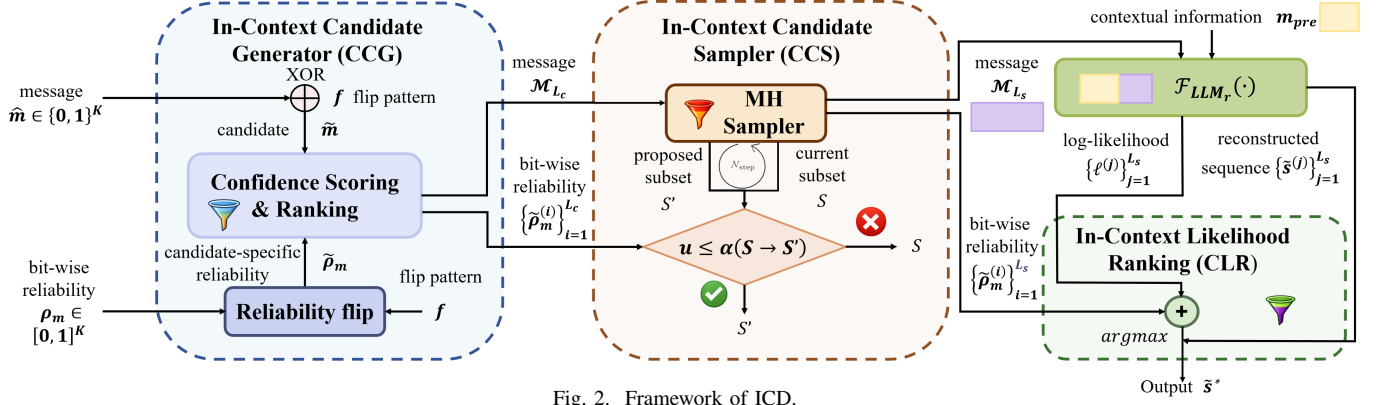 In-Context Candidate
Generator (CCG)
XOR
message
m̂ ∈ {0, 1}^K
f flip pattern
candidate m̃
Confidence Scoring
& Ranking
candidate-specific
reliability
ρ̃_m
bit-wise
reliability
ρ_m ∈
[0, 1]^K
Reliability flip
flip pattern
f
message
ℳ_{L_c}
bit-wise
reliability
{ρ̃_m^{(i)}}_{i=1}^{L_c}
In-Context Candidate
Sampler (CCS)
MH
Sampler
proposed
subset
S'
N_step
current
subset
S
u ≤ α(S → S')
S
S'
message
ℳ_{L_s}
bit-wise
reliability
{ρ̃_m^{(i)}}_{i=1}^{L_s}
contextual information m_pre
ℱ_{LLM_r}(·)
log-likelihood
{ℓ^{(j)}}_{j=1}^{L_s}
reconstructed
sequence {s̃^{(j)}}_{j=1}^{L_s}
In-Context Likelihood
Ranking (CLR)
+
argmax
Output s̃*
Fig. 2. Framework of ICD.